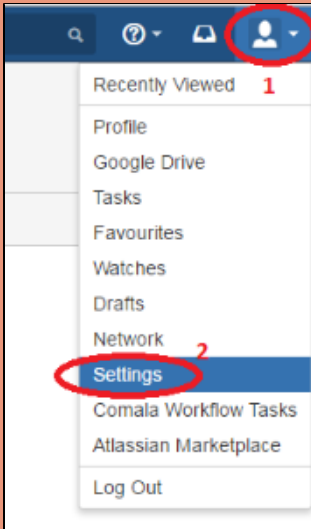 Recently Viewed 1
Profile
Google Drive
Tasks
Favourites
Watches
Drafts
Network
2
Settings
Comala Workflow Tasks
Atlassian Marketplace
Log Out